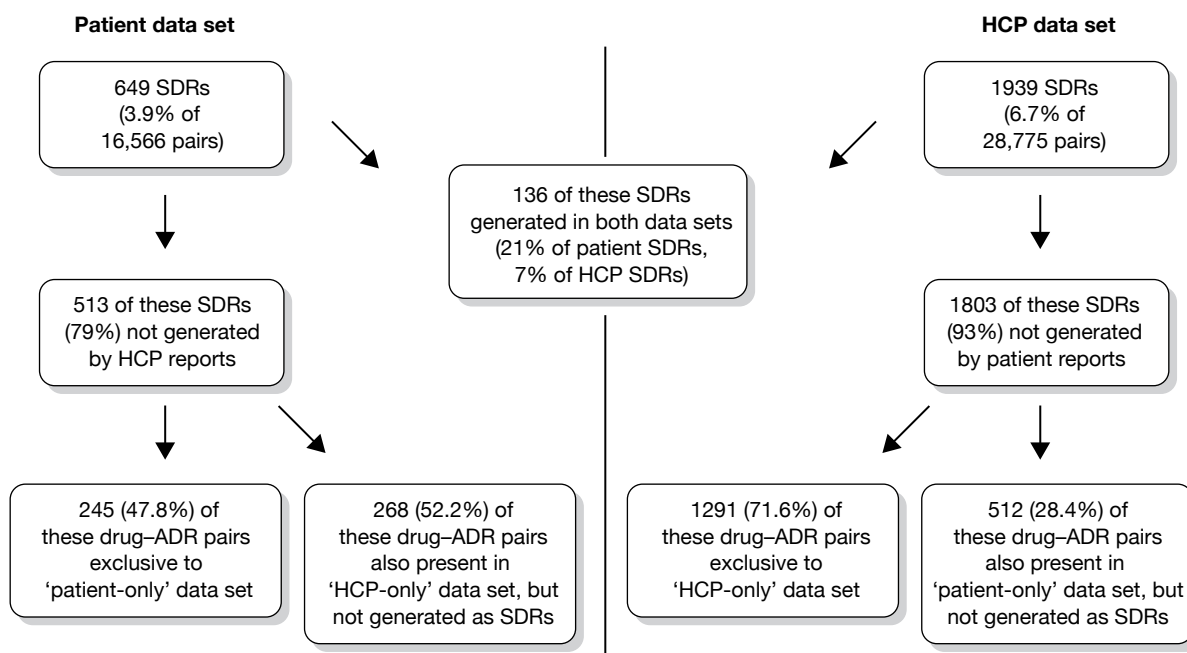 Patient data set
HCP data set
649 SDRs
(3.9% of
16,566 pairs)
1939 SDRs
(6.7% of
28,775 pairs)
136 of these SDRs
generated in both data sets
(21% of patient SDRs,
7% of HCP SDRs)
513 of these SDRs
(79%) not generated
by HCP reports
1803 of these SDRs
(93%) not generated
by patient reports
245 (47.8%) of
these drug–ADR pairs
exclusive to
‘patient-only’ data set
268 (52.2%) of
these drug–ADR pairs
also present in
‘HCP-only’ data set, but
not generated as SDRs
1291 (71.6%) of
these drug–ADR pairs
exclusive to
‘HCP-only’ data set
512 (28.4%) of
these drug–ADR pairs
also present in
‘patient-only’ data set, but
not generated as SDRs